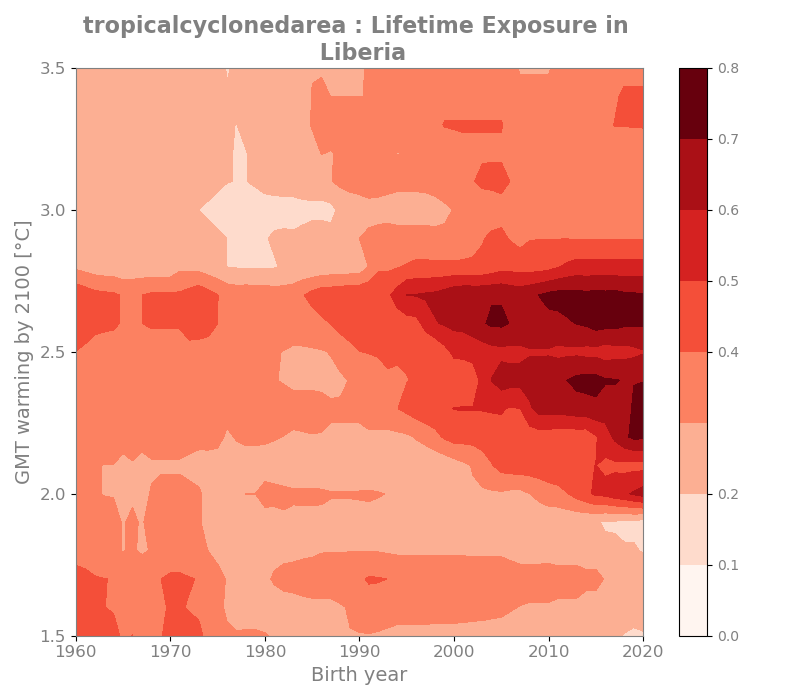 tropicalcyclonedarea : Lifetime Exposure in
Liberia
GMT warming by 2100 [°C]
3.5
3.0
2.5
2.0
1.5
1960 1970 1980 1990 2000 2010 2020
Birth year
0.8
0.7
0.6
0.5
0.4
0.2
0.1
0.0